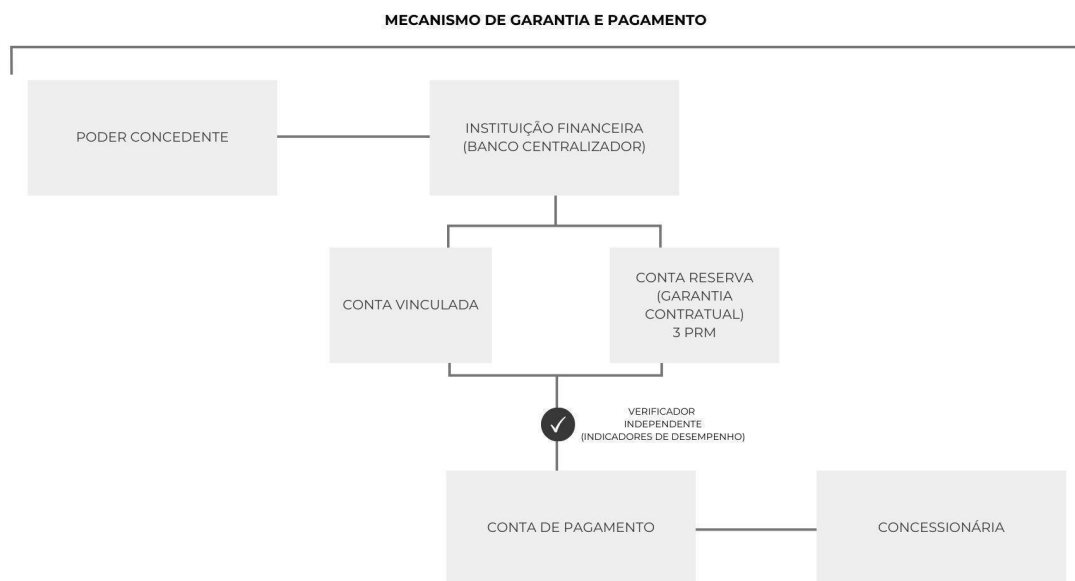 MECANISMO DE GARANTIA E PAGAMENTO
PODER CONCEDENTE
INSTITUIÇÃO FINANCEIRA
(BANCO CENTRALIZADOR)
CONTA VINCULADA
CONTA RESERVA
(GARANTIA
CONTRATUAL)
3 PRM
VERIFICADOR
INDEPENDENTE
(INDICADORES DE DESEMPENHO)
CONTA DE PAGAMENTO
CONCESSIONÁRIA